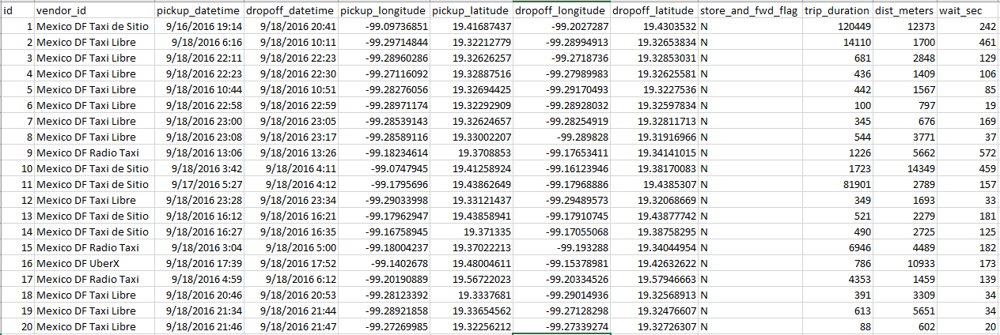 id vendor_id pickup_datetime dropoff_datetime pickup_longitude pickup_latitude dropoff_longitude dropoff_latitude store_and_fwd_flag trip_duration dist_meters wait_sec
1 Mexico DF Taxi de Sitio 9/16/2016 19:14 9/18/2016 20:41 -99.09736851 19.41687437 -99.2027287 19.4303532 N 120449 12373 242
2 Mexico DF Taxi Libre 9/18/2016 6:16 9/18/2016 10:11 -99.29714844 19.32212779 -99.28994913 19.32653834 N 14110 1700 461
3 Mexico DF Taxi Libre 9/18/2016 22:11 9/18/2016 22:23 -99.28960286 19.32626257 -99.2718736 19.32853031 N 681 2848 129
4 Mexico DF Taxi Libre 9/18/2016 22:23 9/18/2016 22:30 -99.27116092 19.32887516 -99.27989983 19.32625581 N 436 1409 106
5 Mexico DF Taxi Libre 9/18/2016 10:44 9/18/2016 10:51 -99.28276056 19.32694425 -99.29170493 19.3227536 N 442 1567 85
6 Mexico DF Taxi Libre 9/18/2016 22:58 9/18/2016 22:59 -99.28971174 19.32292909 -99.28928032 19.32597834 N 100 797 19
7 Mexico DF Taxi Libre 9/18/2016 23:00 9/18/2016 23:05 -99.28539143 19.32624657 -99.28254919 19.32811713 N 345 676 169
8 Mexico DF Taxi Libre 9/18/2016 23:08 9/18/2016 23:17 -99.28589116 19.33002207 -99.289828 19.31916966 N 544 3771 37
9 Mexico DF Radio Taxi 9/18/2016 13:06 9/18/2016 13:26 -99.18234614 19.3708853 -99.17653411 19.34141015 N 1226 5662 572
10 Mexico DF Taxi de Sitio 9/18/2016 3:42 9/18/2016 4:11 -99.0747945 19.41258924 -99.16123946 19.38170083 N 1723 14349 459
11 Mexico DF Taxi de Sitio 9/17/2016 5:27 9/18/2016 4:12 -99.1795696 19.43862649 -99.17968886 19.4385307 N 81901 2789 157
12 Mexico DF Taxi Libre 9/18/2016 23:28 9/18/2016 23:34 -99.29033998 19.33121437 -99.29489573 19.32068669 N 349 1693 33
13 Mexico DF Taxi de Sitio 9/18/2016 16:12 9/18/2016 16:21 -99.17962947 19.43858941 -99.17910745 19.43877742 N 521 2279 181
14 Mexico DF Taxi de Sitio 9/18/2016 16:27 9/18/2016 16:35 -99.16758945 19.371335 -99.17055068 19.38758295 N 490 2725 125
15 Mexico DF Radio Taxi 9/18/2016 3:04 9/18/2016 5:00 -99.18004237 19.37022213 -99.193288 19.34044954 N 6946 4489 182
16 Mexico DF UberX 9/18/2016 17:39 9/18/2016 17:52 -99.1402678 19.48004611 -99.15378981 19.42632622 N 786 10933 173
17 Mexico DF Radio Taxi 9/18/2016 4:59 9/18/2016 6:12 -99.20190889 19.56722023 -99.20334526 19.57946663 N 4353 1459 139
18 Mexico DF Taxi Libre 9/18/2016 20:46 9/18/2016 20:53 -99.28123392 19.3337681 -99.29014936 19.32568913 N 391 3309 34
19 Mexico DF Taxi Libre 9/18/2016 21:34 9/18/2016 21:44 -99.28921858 19.33654562 -99.27128298 19.32476607 N 613 5651 34
20 Mexico DF Taxi Libre 9/18/2016 21:46 9/18/2016 21:47 -99.27269985 19.32256212 -99.27339274 19.32726307 N 88 602 20